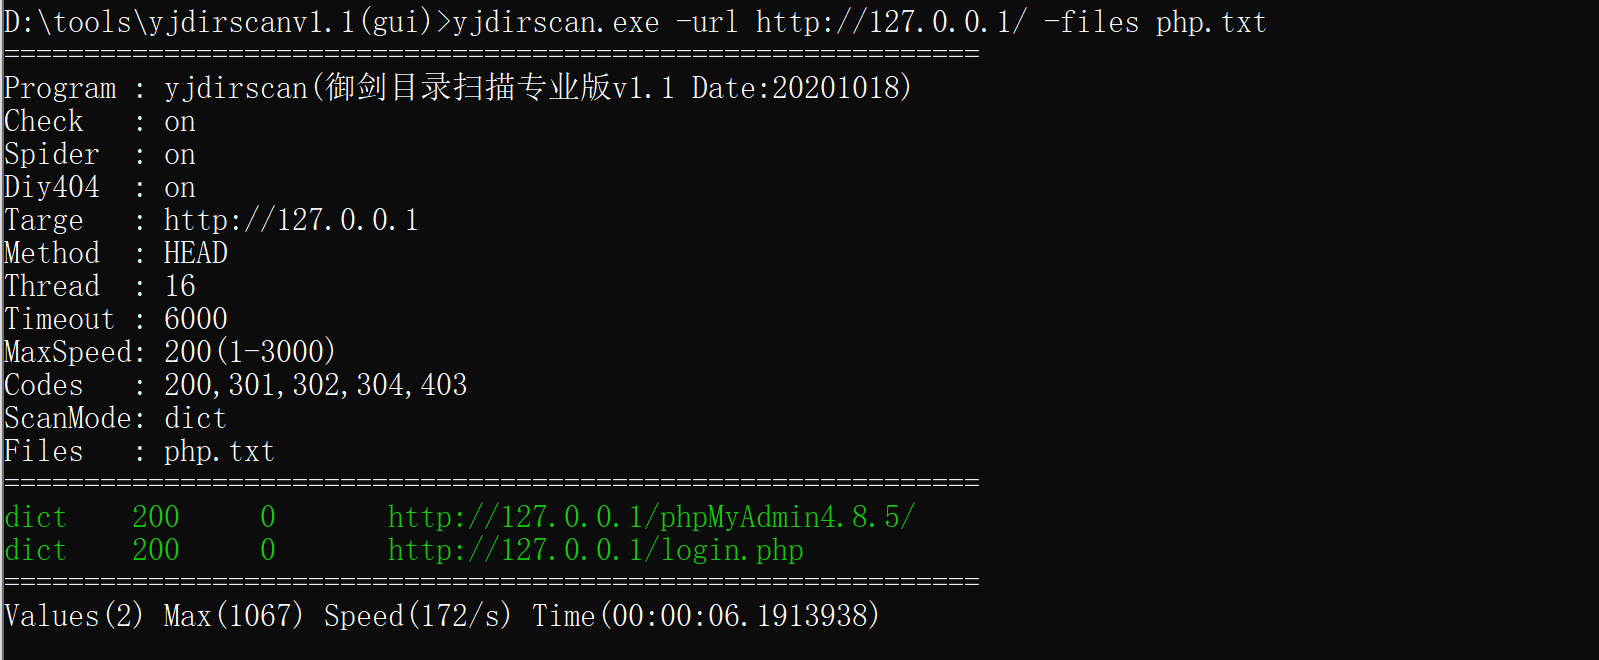 D:\tools\yjdirscanv1.1(gui)>yjdirscan.exe -url http://127.0.0.1/ -files php.txt
=============================================================
Program : yjdirscan(御剑目录扫描专业版v1.1 Date:20201018)
Check   : on
Spider  : on
Diy404  : on
Targe   : http://127.0.0.1
Method  : HEAD
Thread  : 16
Timeout : 6000
MaxSpeed: 200(1-3000)
Codes   : 200,301,302,304,403
ScanMode: dict
Files   : php.txt
=============================================================
dict    200     0       http://127.0.0.1/phpMyAdmin4.8.5/
dict    200     0       http://127.0.0.1/login.php
=============================================================
Values(2) Max(1067) Speed(172/s) Time(00:00:06.1913938)